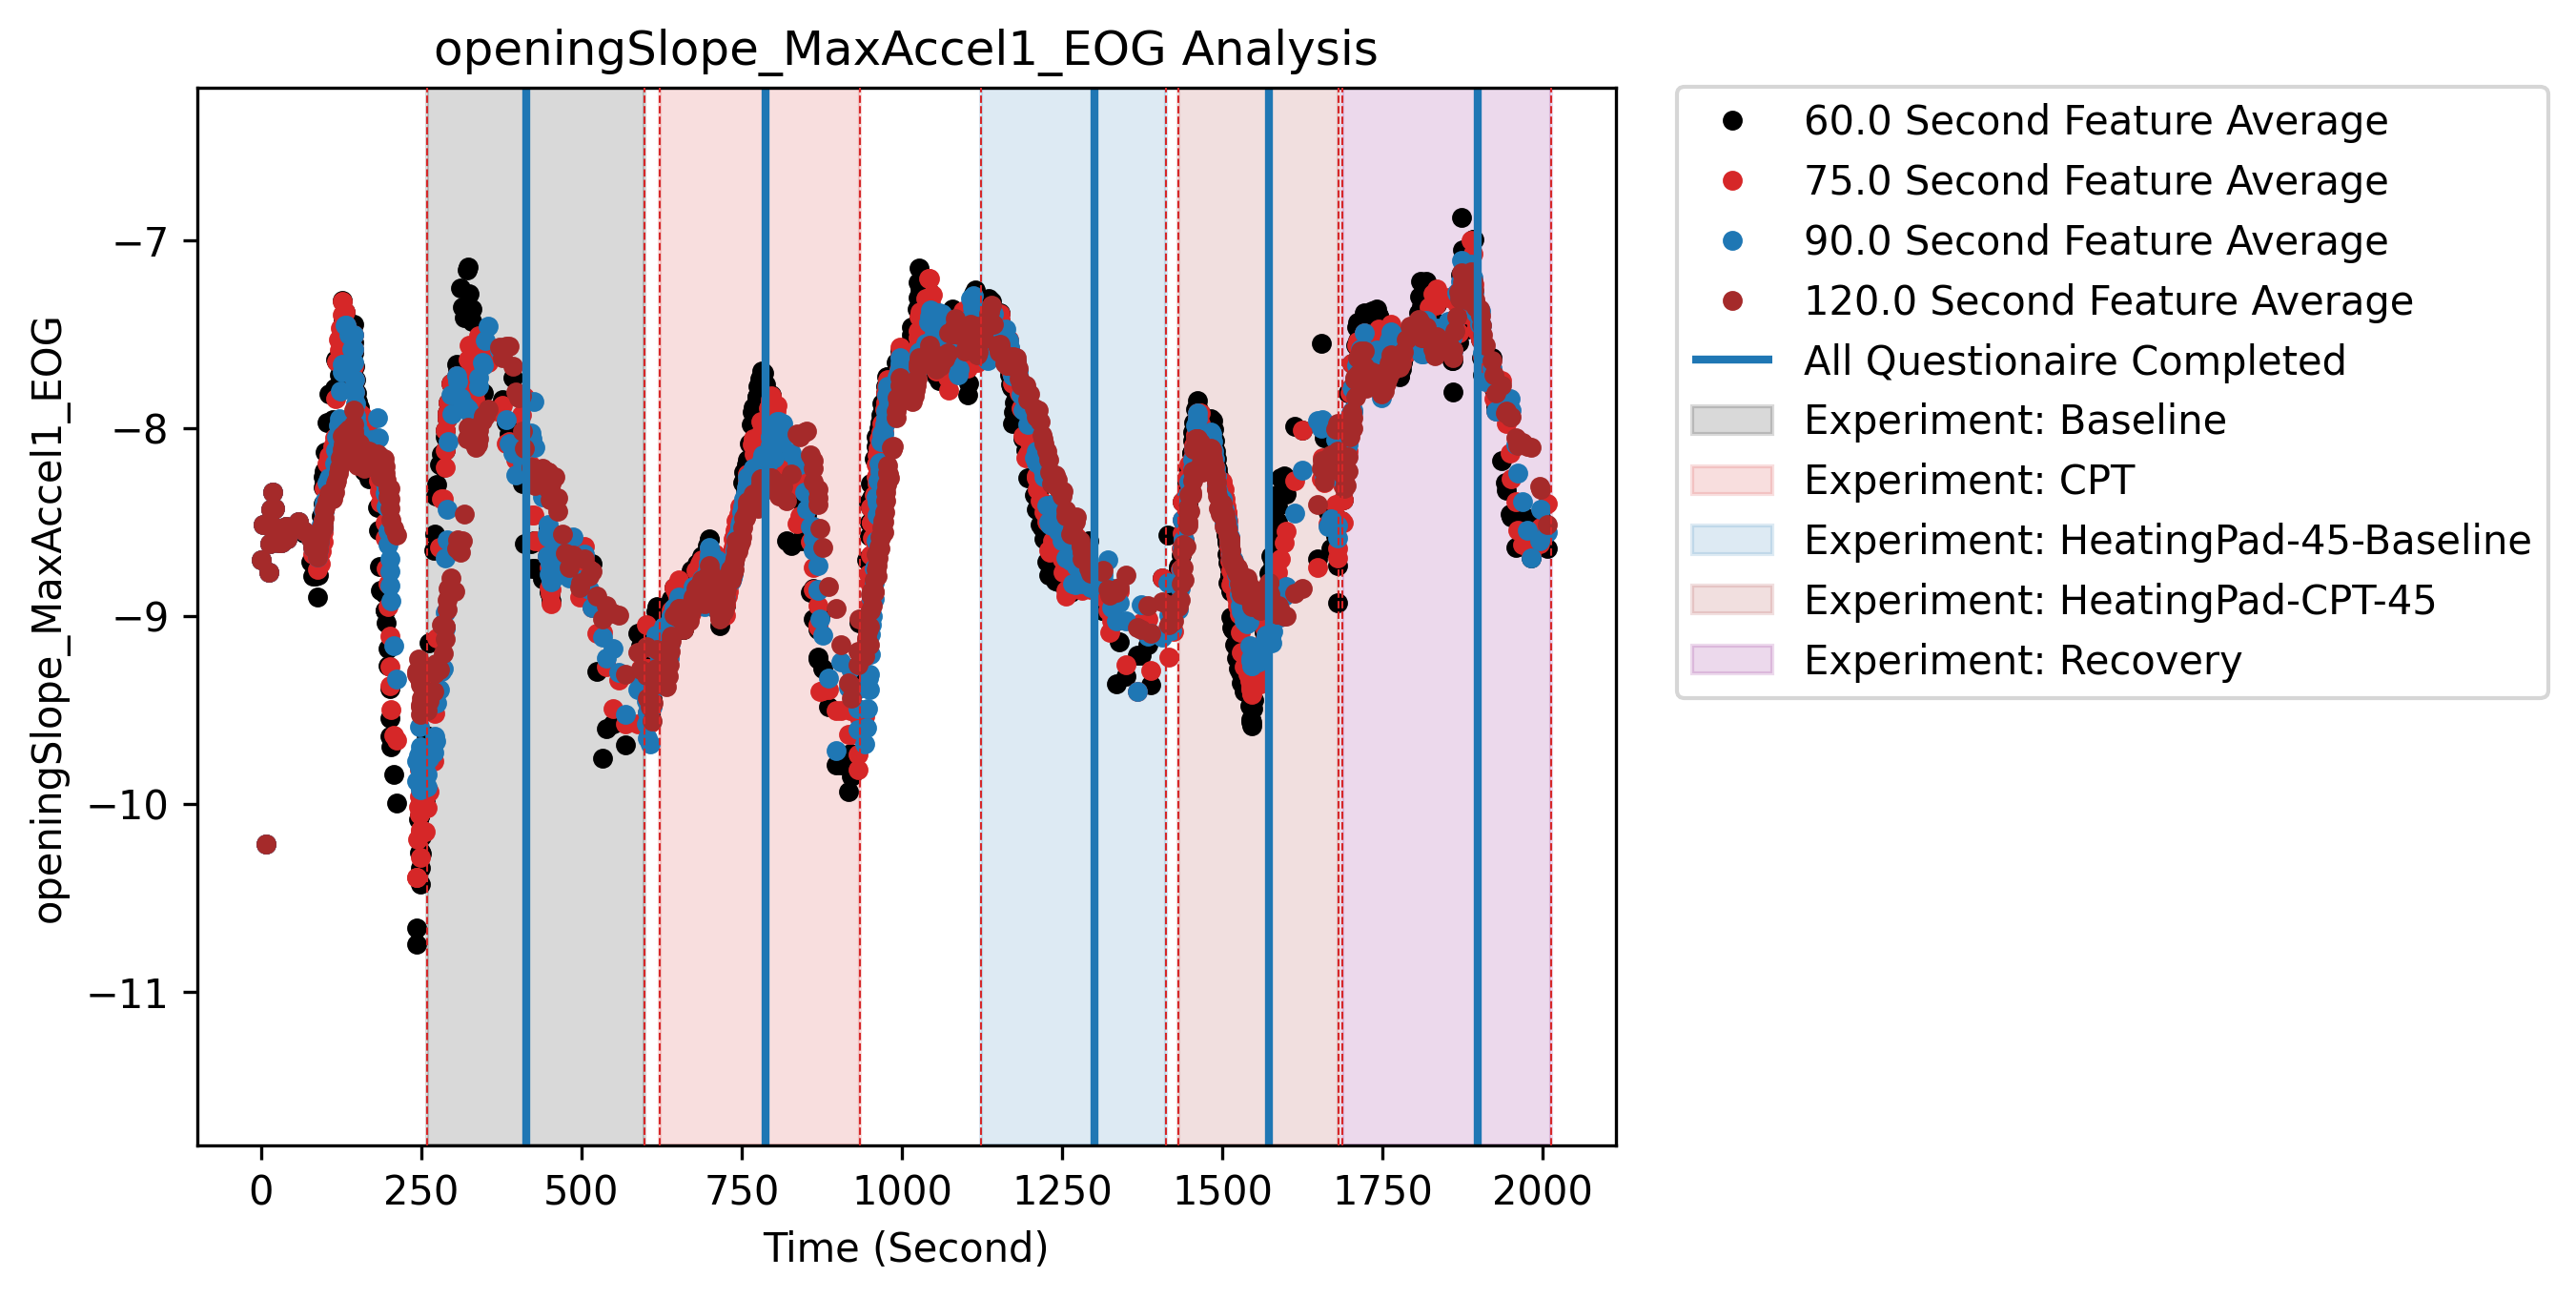 openingSlope_MaxAccel1_EOG Analysis
openingSlope_MaxAccel1_EOG
−7
−8
−9
−10
−11
0 250 500 750 1000 1250 1500 1750 2000
Time (Second)
60.0 Second Feature Average
75.0 Second Feature Average
90.0 Second Feature Average
120.0 Second Feature Average
All Questionaire Completed
Experiment: Baseline
Experiment: CPT
Experiment: HeatingPad-45-Baseline
Experiment: HeatingPad-CPT-45
Experiment: Recovery